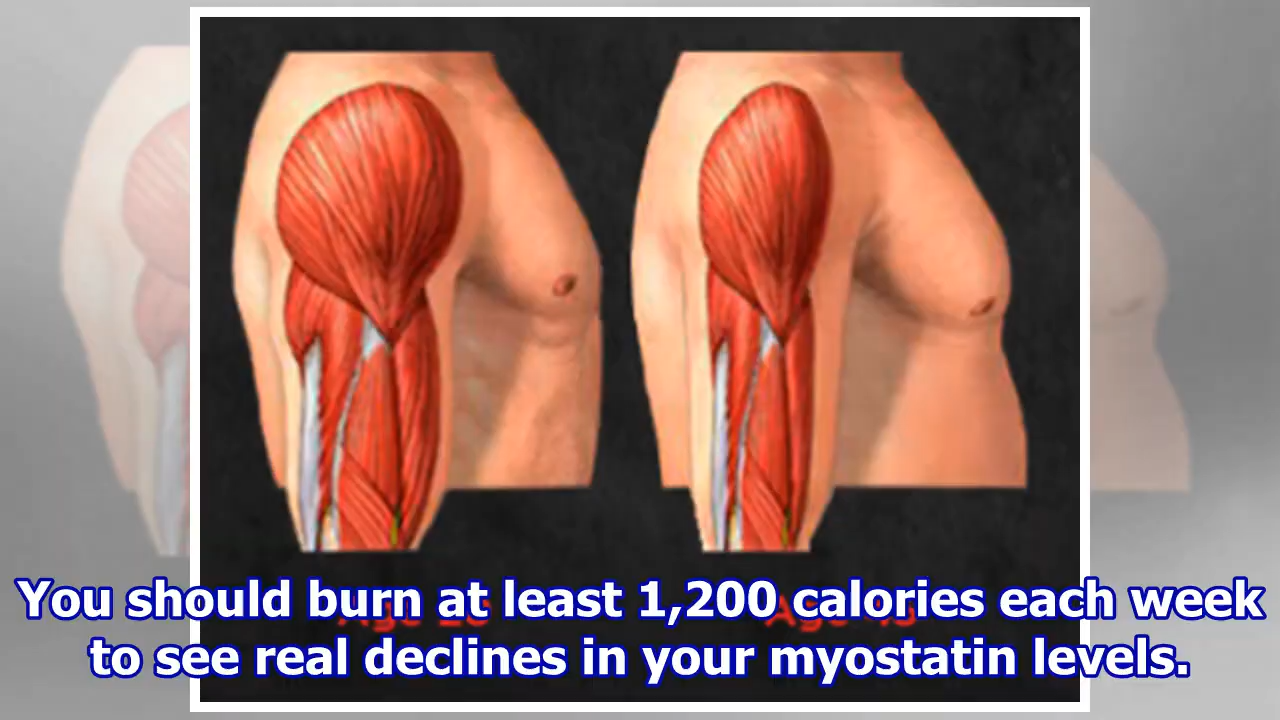 You should burn at least 1,200 calories each week
to see real declines in your myostatin levels.